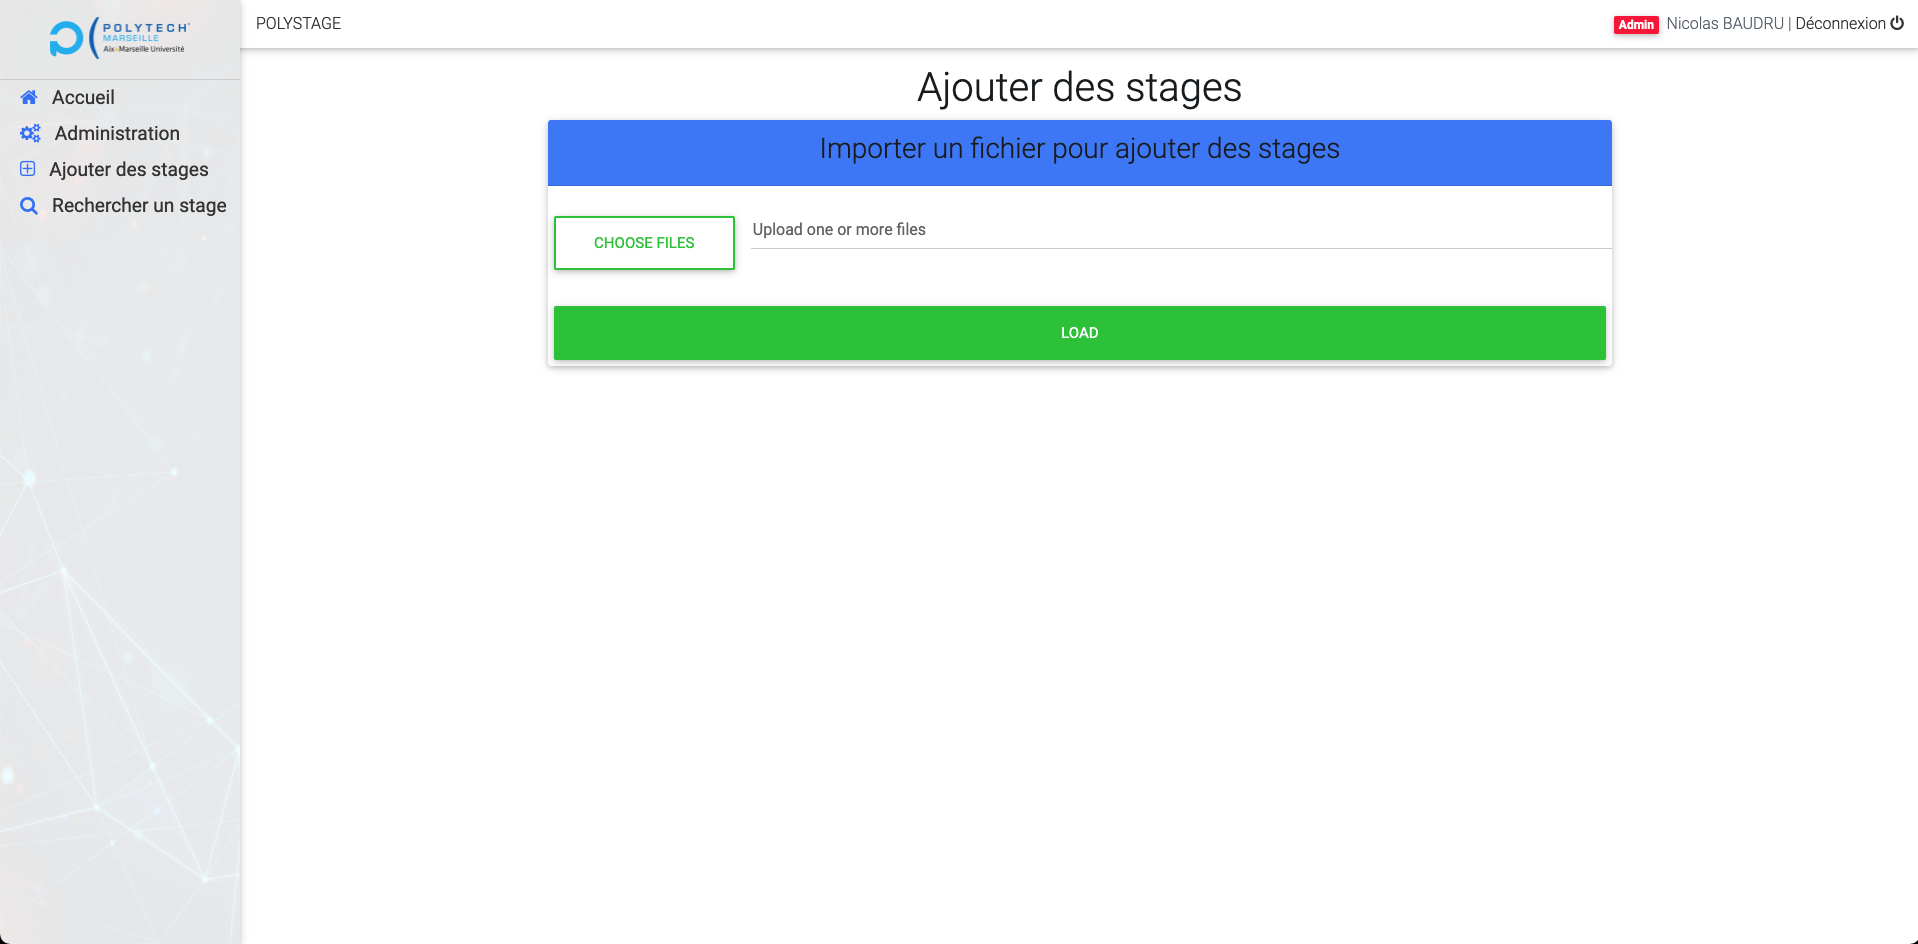 POLYTECH
MARSEILLE
Aix*Marseille Université
POLYSTAGE
Admin Nicolas BAUDRU | Déconnexion
Accueil
Administration
Ajouter des stages
Rechercher un stage
Ajouter des stages
Importer un fichier pour ajouter des stages
CHOOSE FILES
Upload one or more files
LOAD